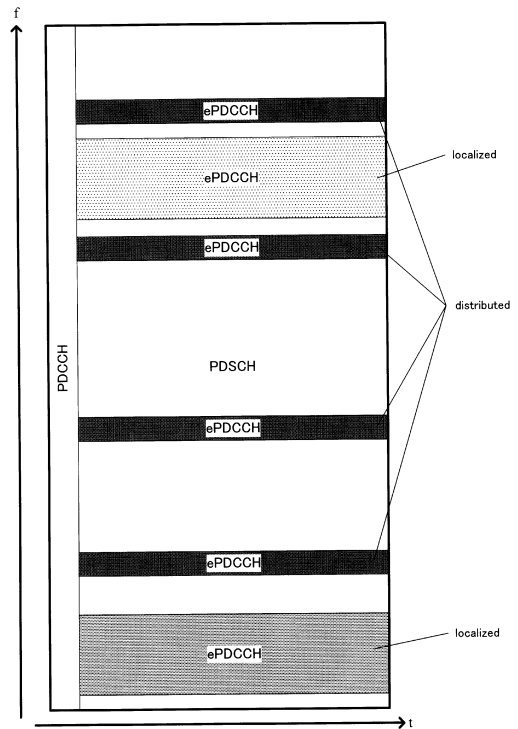 f
ePDCCH
localized
ePDCCH
ePDCCH
distributed
PDCCH
PDSCH
ePDCCH
ePDCCH
localized
ePDCCH
t